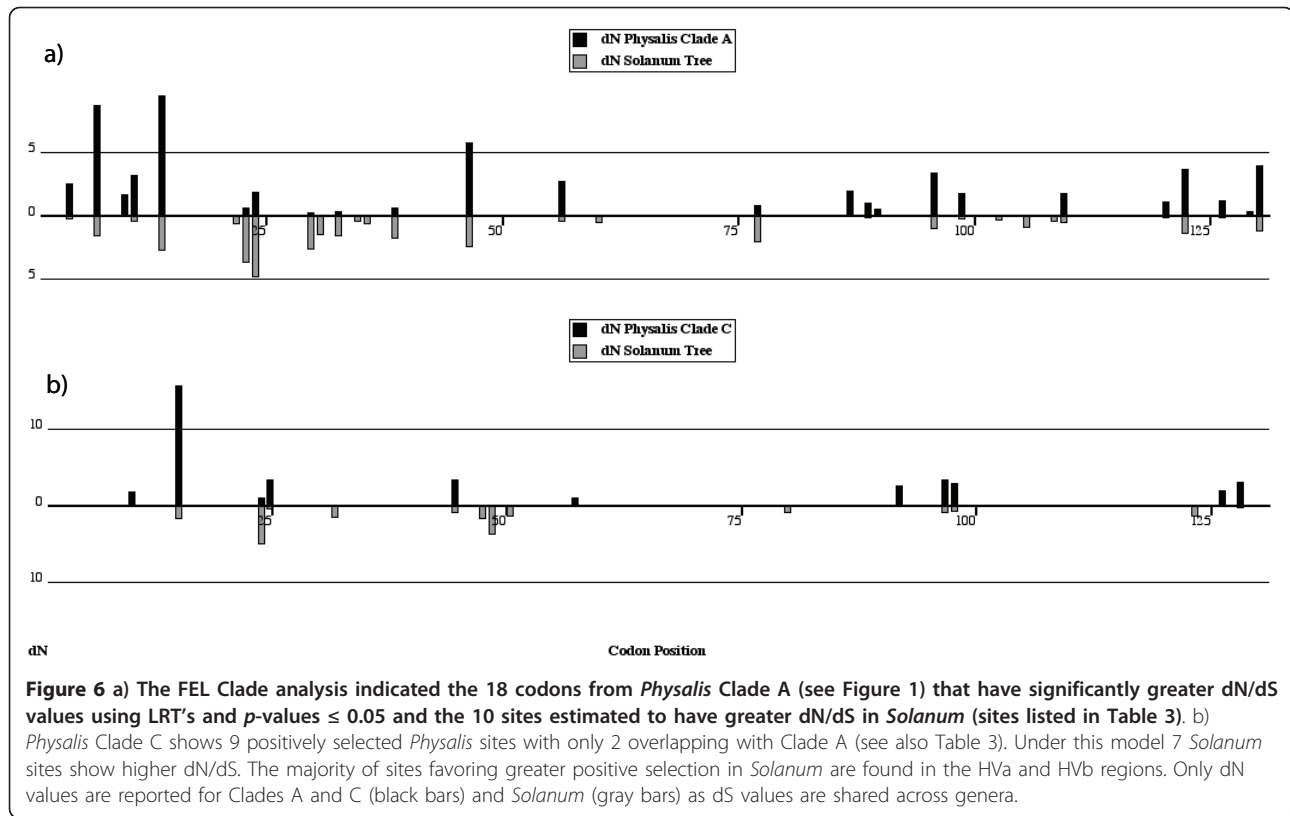 a)
dN Physalis Clade A
dN Solanum Tree
5
0
25 50 75 100 125
5
dN Physalis Clade C
dN Solanum Tree
b)
10
0
25 50 75 100 125
10
dN Codon Position
Figure 6 a) The FEL Clade analysis indicated the 18 codons from Physalis Clade A (see Figure 1) that have significantly greater dN/dS
values using LRT's and p-values ≤ 0.05 and the 10 sites estimated to have greater dN/dS in Solanum (sites listed in Table 3). b)
Physalis Clade C shows 9 positively selected Physalis sites with only 2 overlapping with Clade A (see also Table 3). Under this model 7 Solanum
sites show higher dN/dS. The majority of sites favoring greater positive selection in Solanum are found in the HVa and HVb regions. Only dN
values are reported for Clades A and C (black bars) and Solanum (gray bars) as dS values are shared across genera.